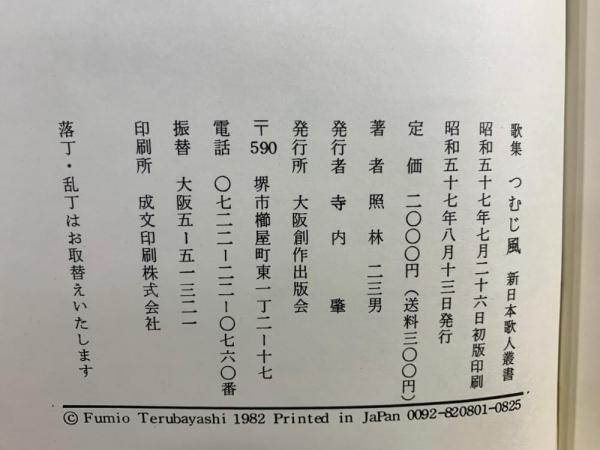 歌集 つむじ風 新日本歌人叢書
昭和五十七年七月二十六日初版印刷
昭和五十七年八月十三日発行
定価 二〇〇〇円(送料三〇〇円)
著者 照林 二三男
発行者 寺内 肇
発行所 大阪創作出版会
〒590 堺市櫛屋町東一丁二ー十七
電話 〇七二二ー二二ー〇七六〇番
振替 大阪五ー五一三二一
印刷所 成文印刷株式会社
落丁・乱丁はお取替えいたします
© Fumio Terubayashi 1982 Printed in JaPan 0092-820801-0825